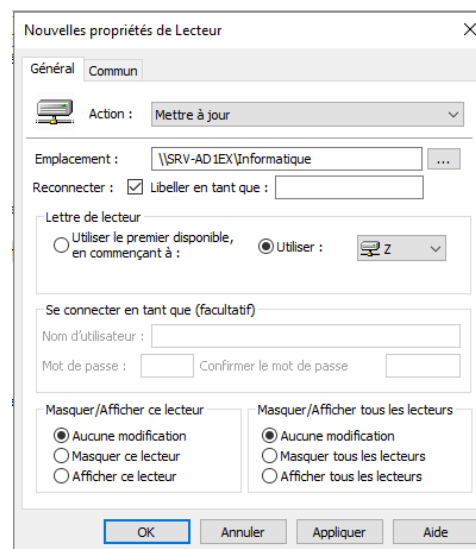 Nouvelles propriétés de Lecteur
Général Commun
Action : Mettre à jour
Emplacement : \\SRV-AD1EX\Informatique ...
Reconnecter : Libeller en tant que :
Lettre de lecteur
Utiliser le premier disponible, en commençant à :
Utiliser : Z
Se connecter en tant que (facultatif)
Nom d'utilisateur :
Mot de passe : Confirmer le mot de passe
Masquer/Afficher ce lecteur
Aucune modification
Masquer ce lecteur
Afficher ce lecteur
Masquer/Afficher tous les lecteurs
Aucune modification
Masquer tous les lecteurs
Afficher tous les lecteurs
OK Annuler Appliquer Aide